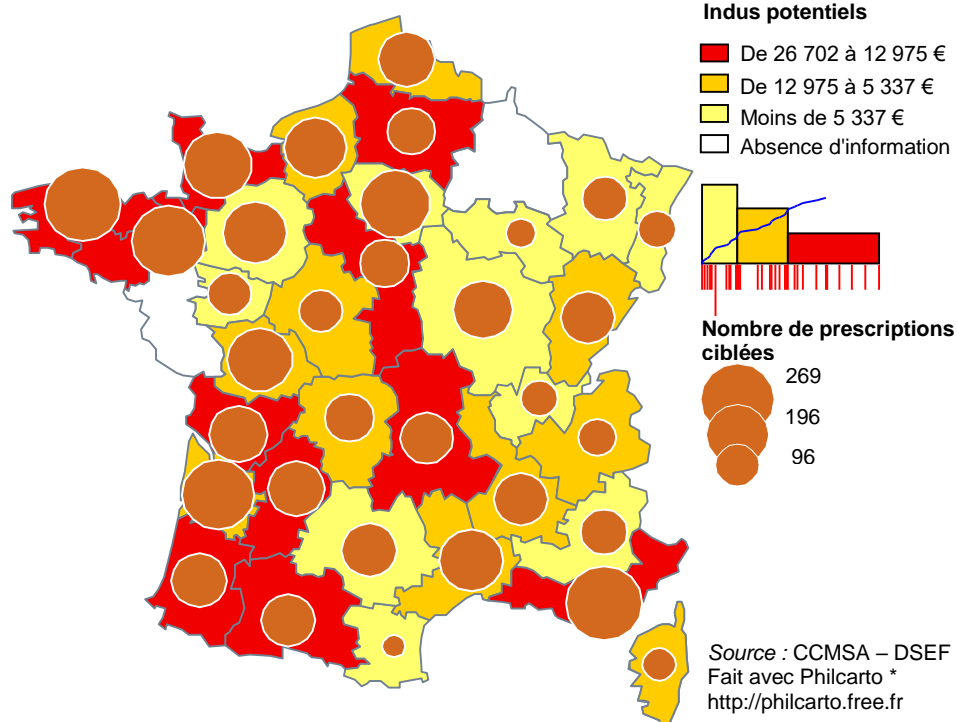 Indus potentiels
De 26 702 à 12 975 €
De 12 975 à 5 337 €
Moins de 5 337 €
Absence d'information
Nombre de prescriptions
ciblées
269
196
96
Source : CCMSA – DSEF
Fait avec Philcarto *
http://philcarto.free.fr